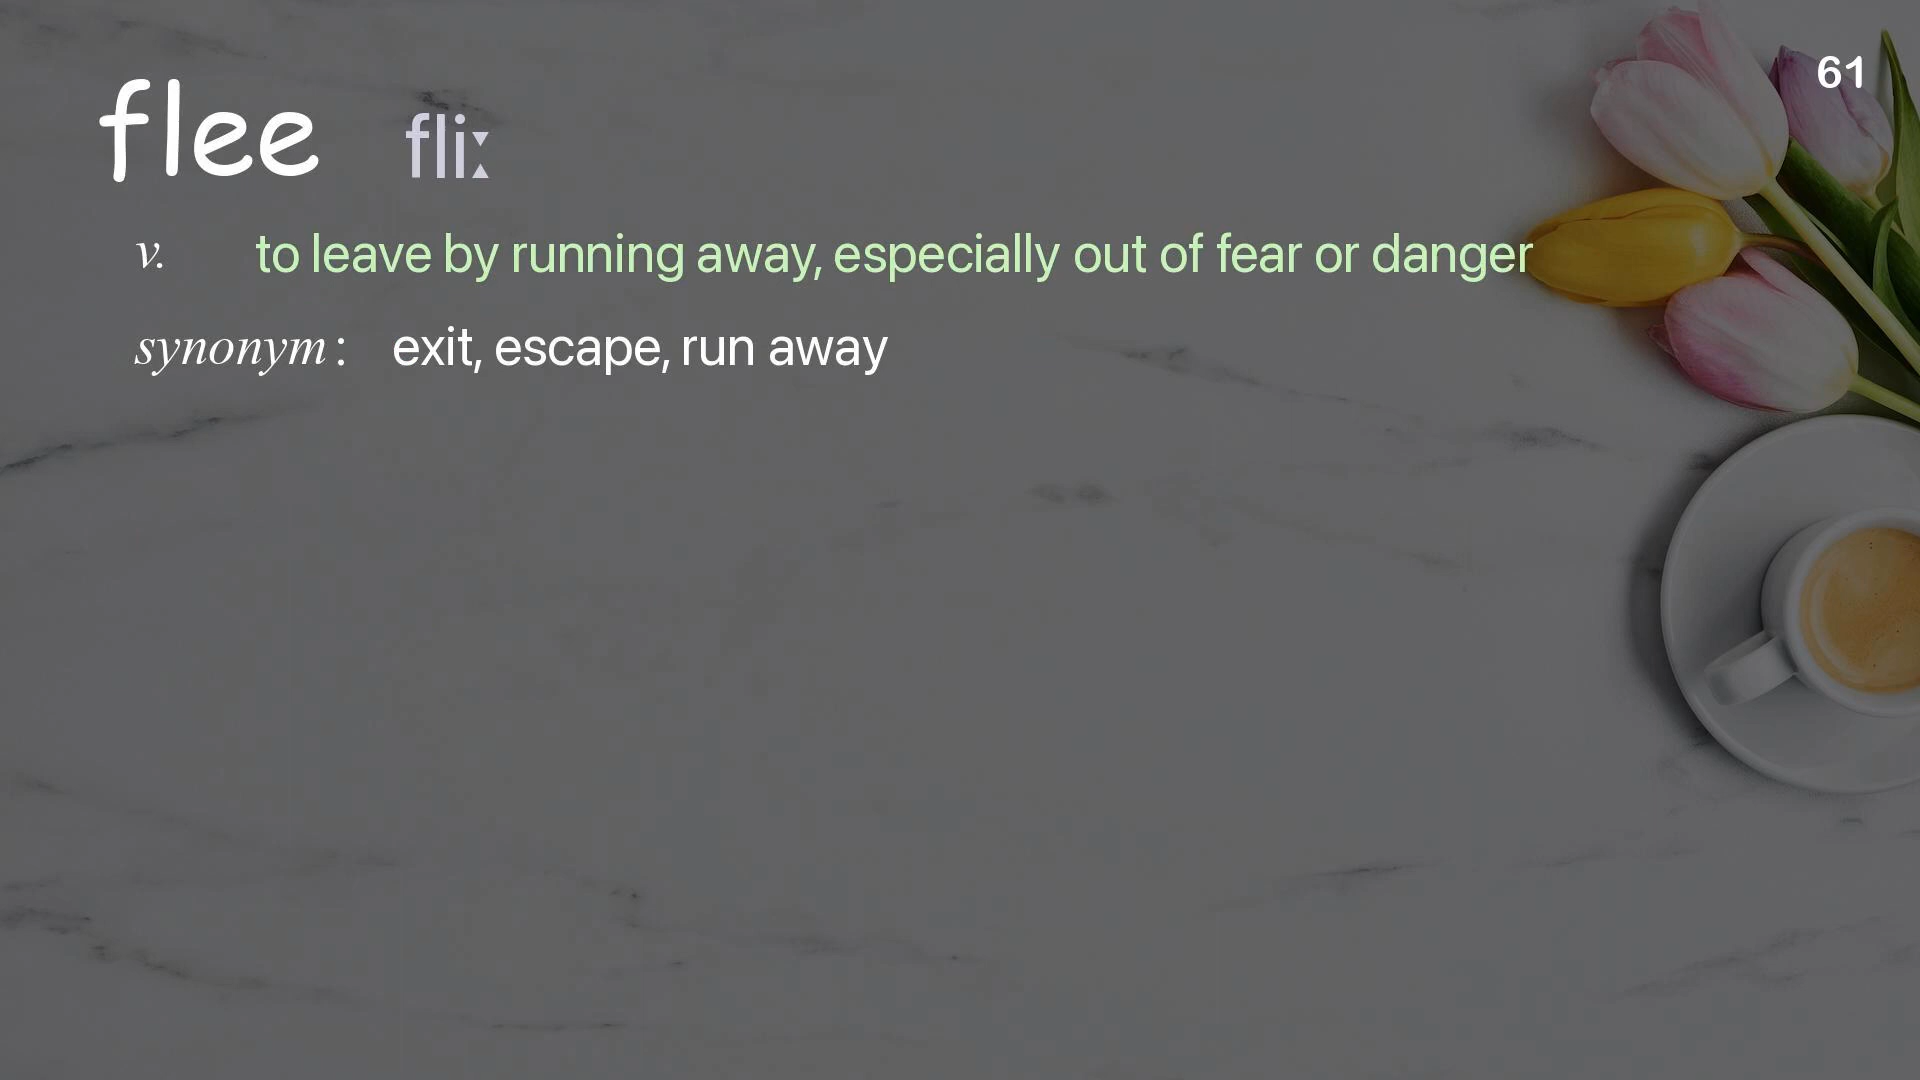 61
flee fliː
v. to leave by running away, especially out of fear or danger
synonym : exit, escape, run away